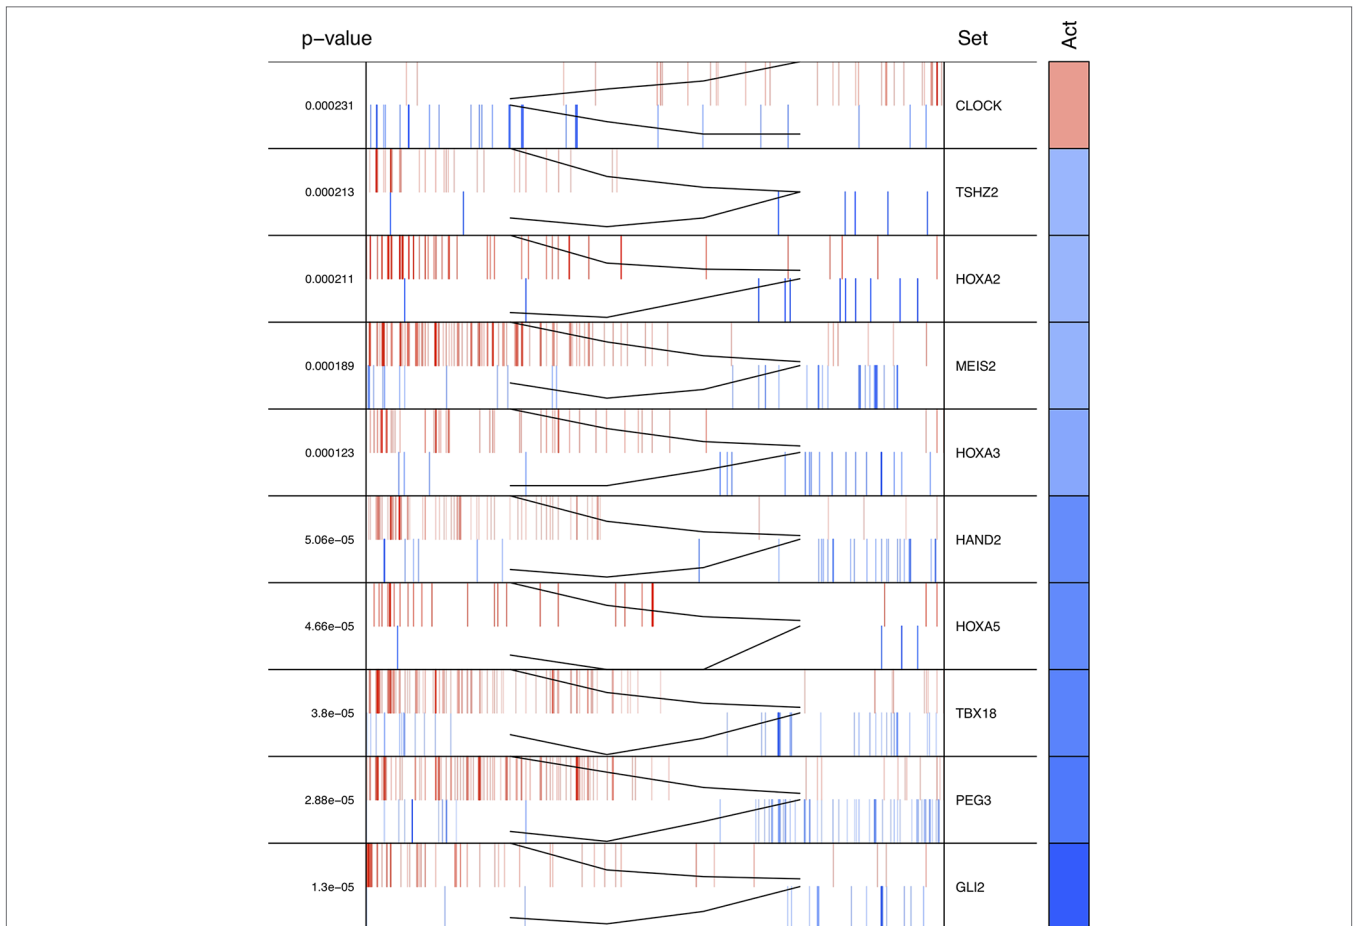 p−value Set Act
0.000231 CLOCK
0.000213 TSHZ2
0.000211 HOXA2
0.000189 MEIS2
0.000123 HOXA3
5.06e−05 HAND2
4.66e−05 HOXA5
3.8e−05 TBX18
2.88e−05 PEG3
1.3e−05 GLI2